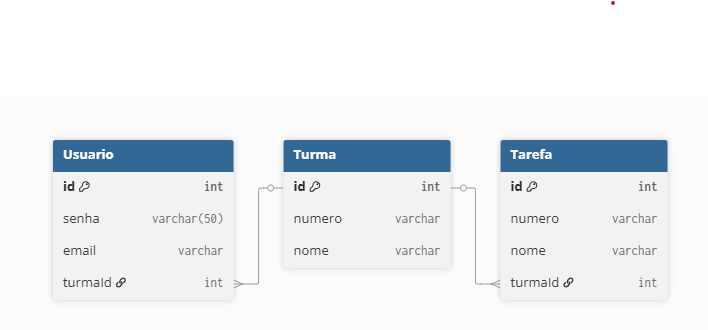 Usuario
id int
senha varchar(50)
email varchar
turmaId int
Turma
id int
numero varchar
nome varchar
Tarefa
id int
numero varchar
nome varchar
turmaId int